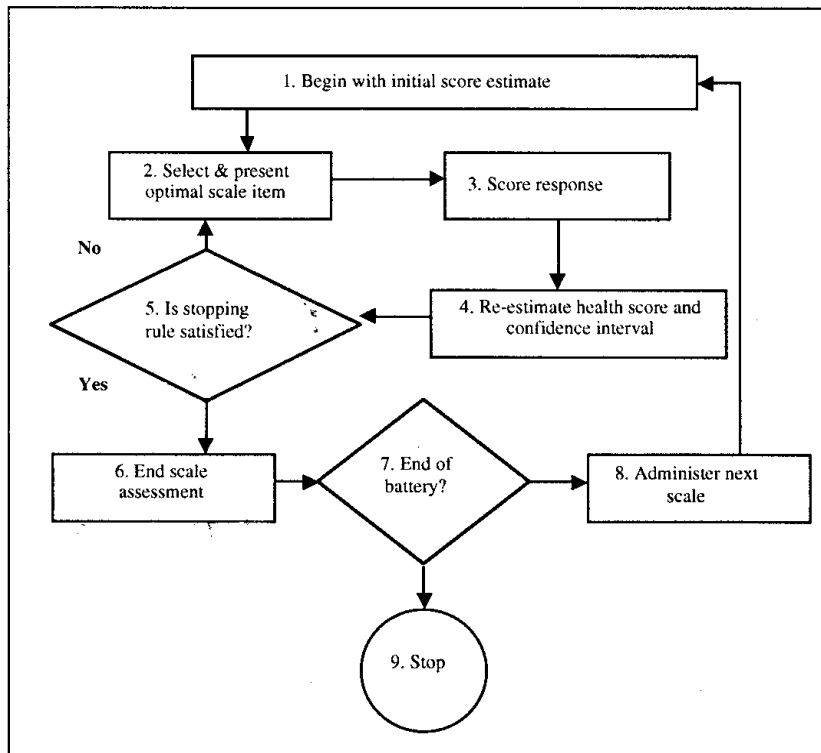 1. Begin with initial score estimate
2. Select & present
optimal scale item
3. Score response
No
5. Is stopping
rule satisfied?
4. Re-estimate health score and
confidence interval
Yes
6. End scale
assessment
7. End of
battery?
8. Administer next
scale
9. Stop